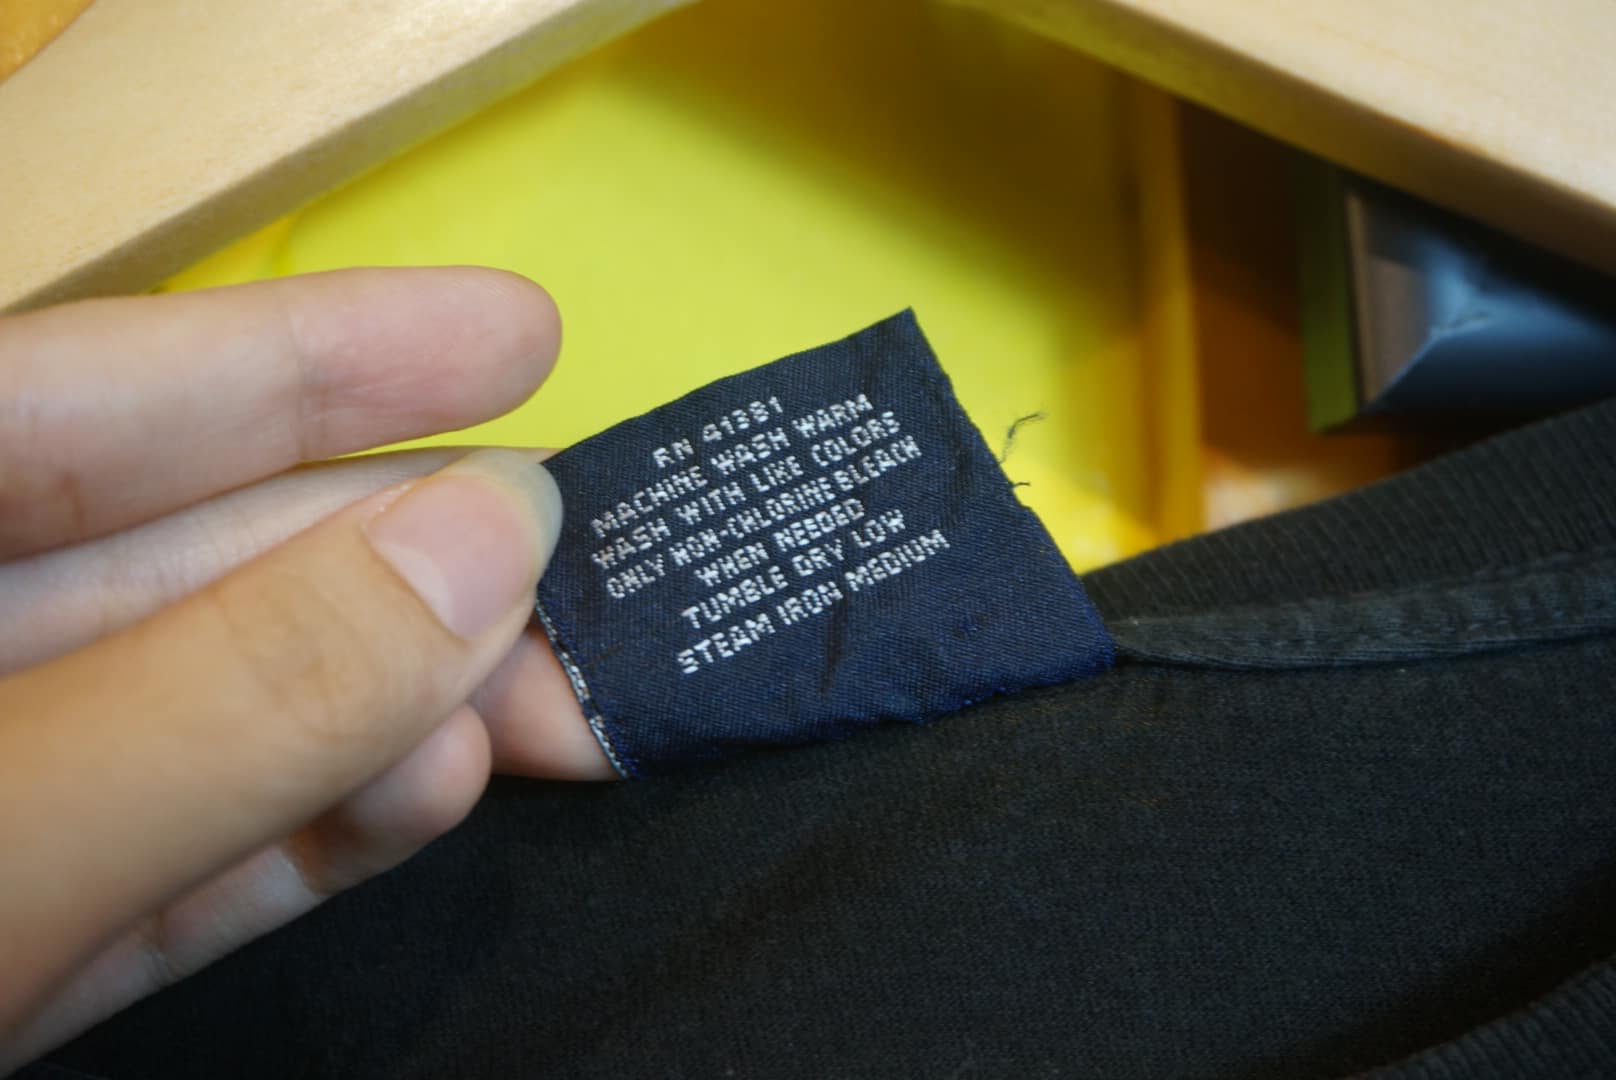 RN 41381
MACHINE WASH WARM
WASH WITH LIKE COLORS
ONLY NON-CHLORINE BLEACH
WHEN NEEDED
TUMBLE DRY LOW
STEAM IRON MEDIUM